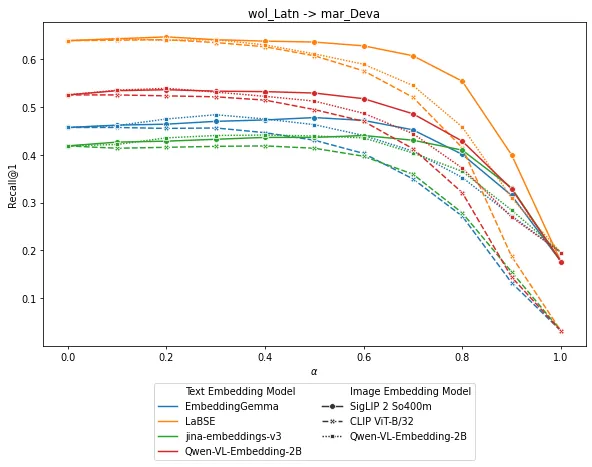 wol_Latn -> mar_Deva
Recall@1
0.6
0.5
0.4
0.3
0.2
0.1
0.0 0.2 0.4 0.6 0.8 1.0
α
Text Embedding Model
EmbeddingGemma
LaBSE
jina-embeddings-v3
Qwen-VL-Embedding-2B
Image Embedding Model
SigLIP 2 So400m
CLIP ViT-B/32
Qwen-VL-Embedding-2B